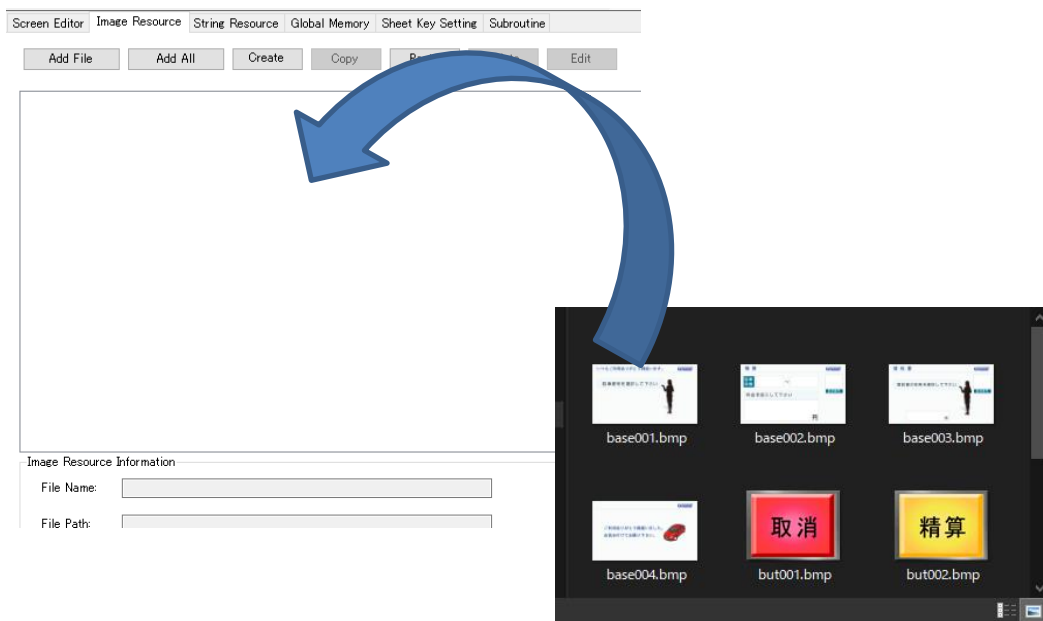 Screen Editor Image Resource String Resource Global Memory Sheet Key Setting Subroutine
Add File Add All Create Copy Edit
Image Resource Information
File Name:
File Path:
base001.bmp base002.bmp base003.bmp
取消 精算
base004.bmp but001.bmp but002.bmp